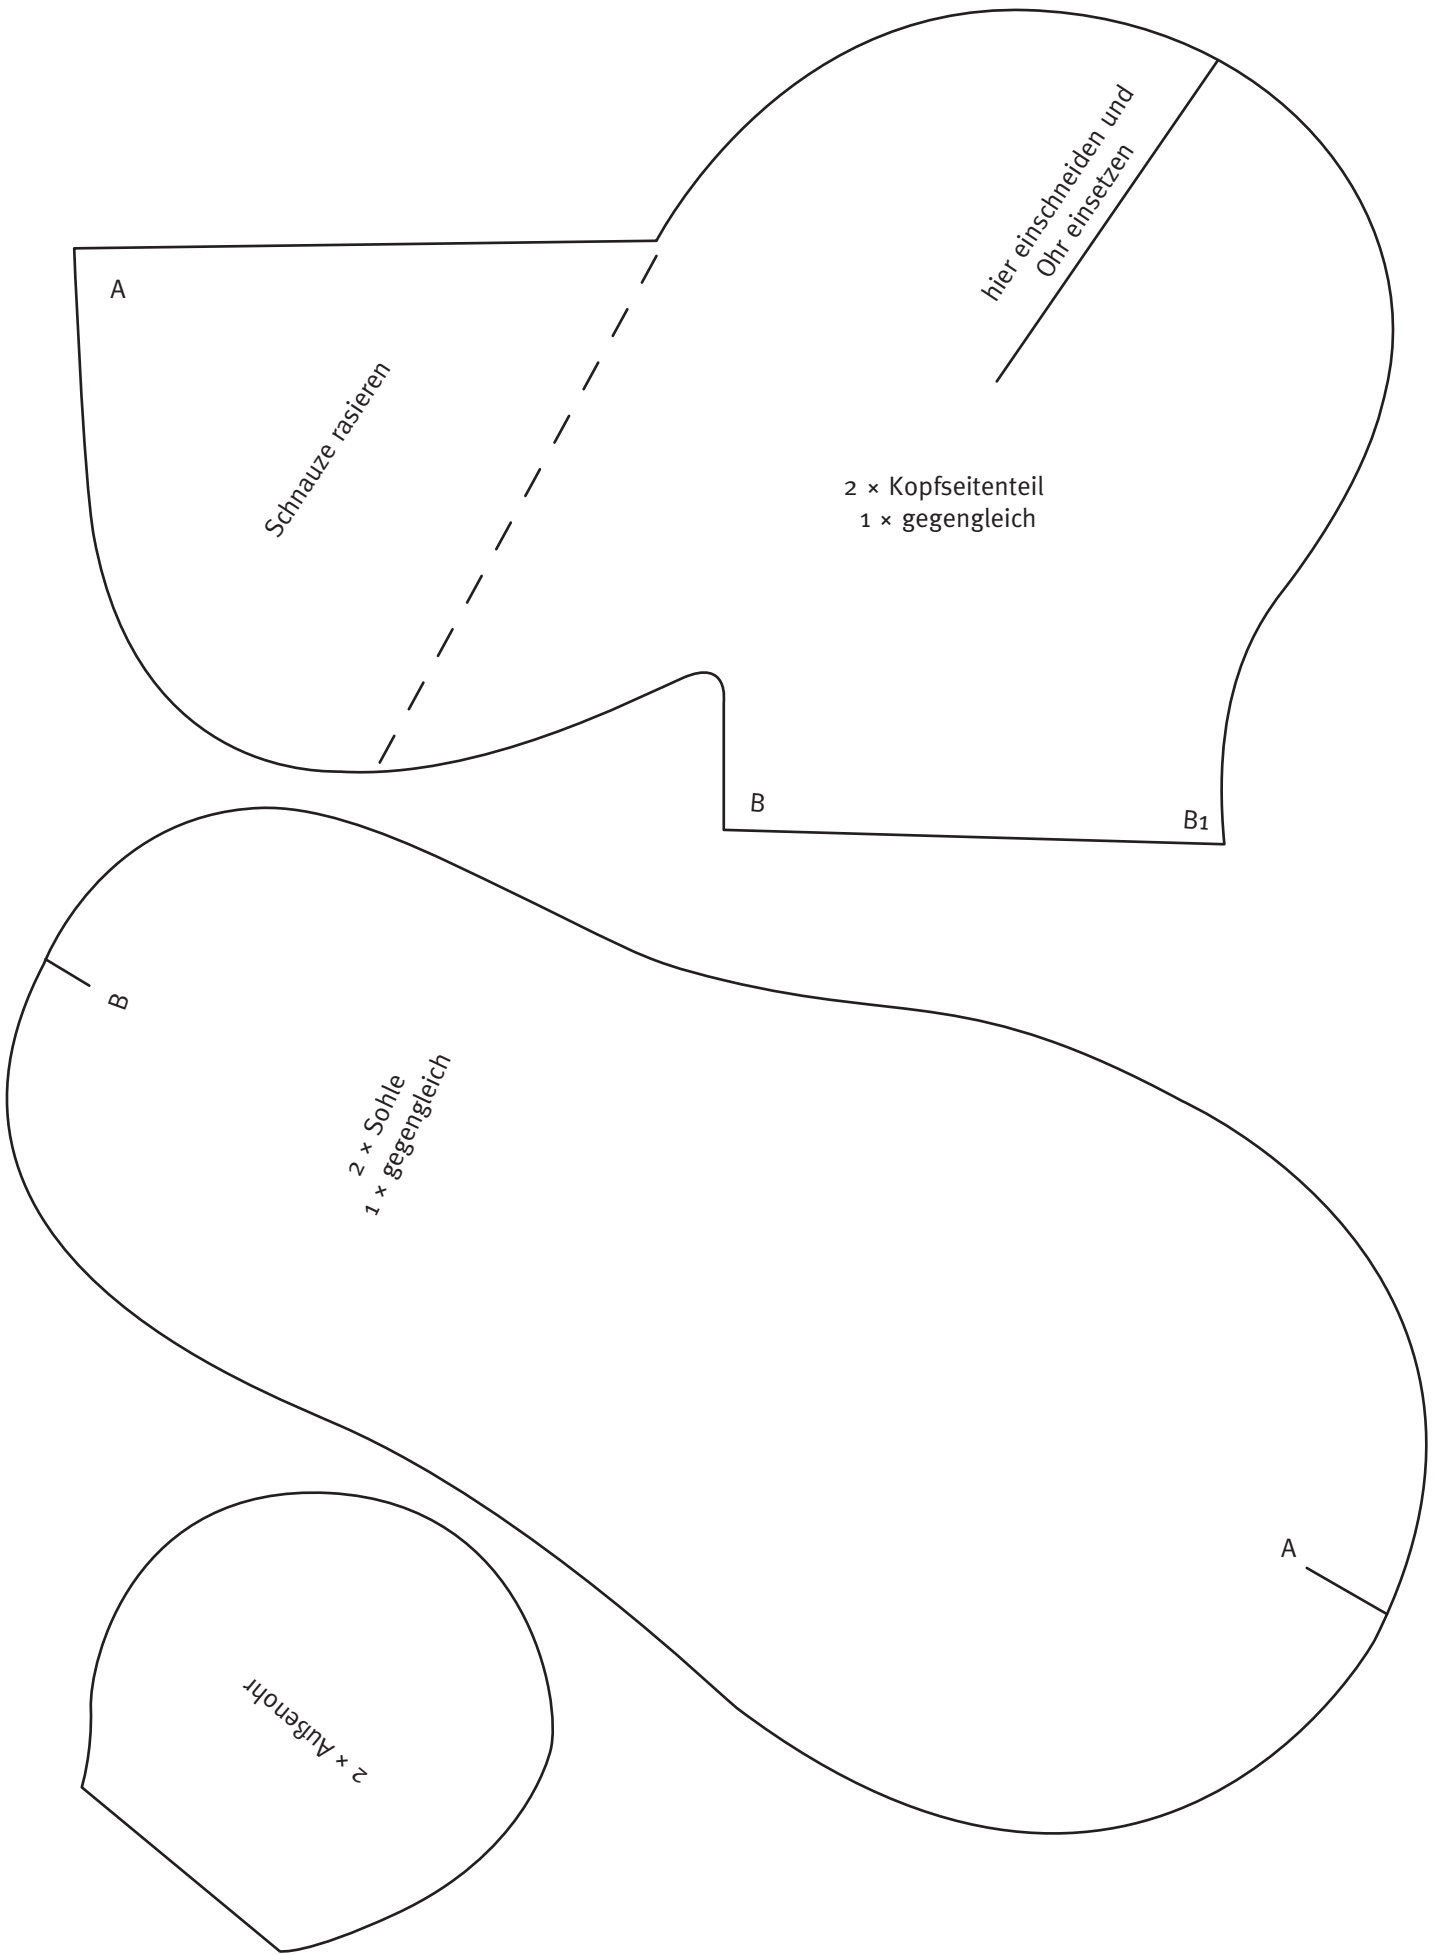 hier einschneiden und
Ohr einsetzen
A
Schnauze rasieren
2 × Kopfseitenteil
1 × gegengleich
B
B1
B
2 × Sohle
1 × gegengleich
A
2 × Außenohr